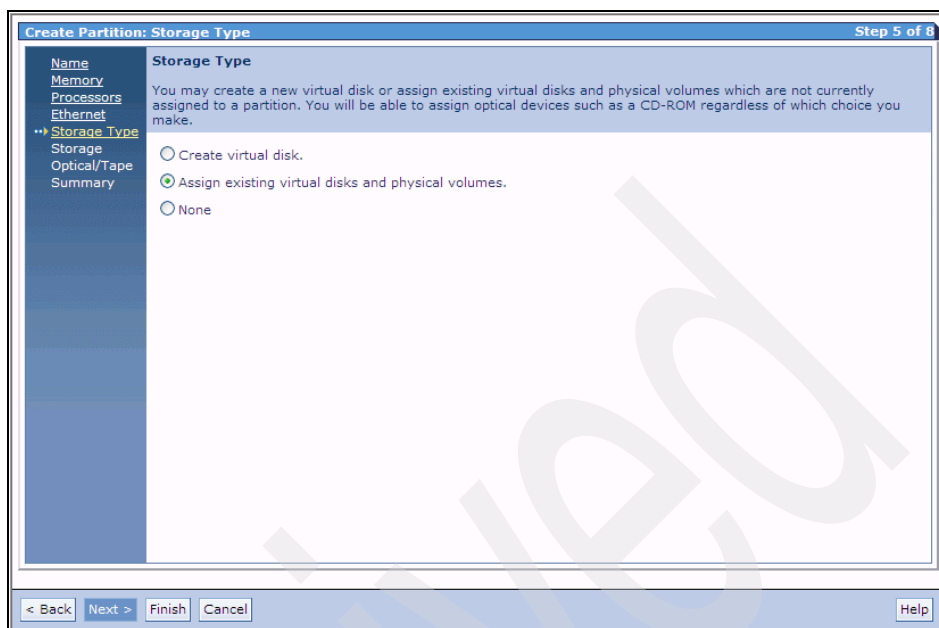 Create Partition: Storage Type
Step 5 of 8
Name
Memory
Processors
Ethernet
Storage Type
Storage
Optical/Tape
Summary
Storage Type
You may create a new virtual disk or assign existing virtual disks and physical volumes which are not currently
assigned to a partition. You will be able to assign optical devices such as a CD-ROM regardless of which choice you
make.
Create virtual disk.
Assign existing virtual disks and physical volumes.
None
< Back
Next >
Finish
Cancel
Help
ived